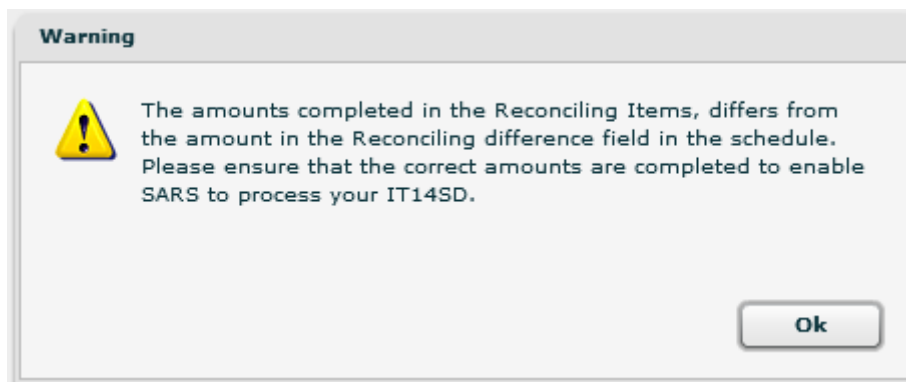 Warning
The amounts completed in the Reconciling Items, differs from
the amount in the Reconciling difference field in the schedule.
Please ensure that the correct amounts are completed to enable
SARS to process your IT14SD.
Ok